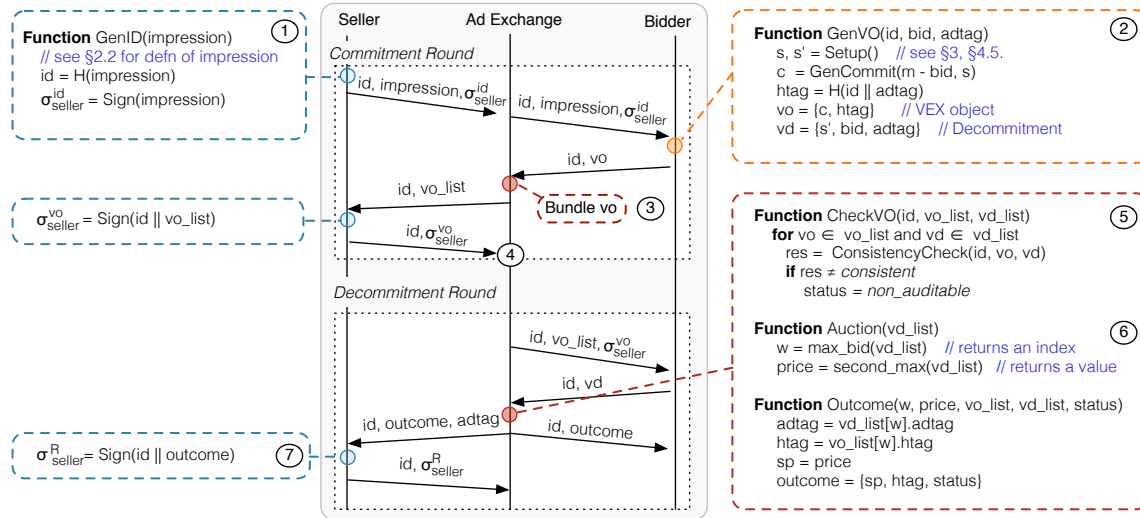 Seller
Ad Exchange
Bidder
1
Function GenID(impression)
// see §2.2 for defn of impression
id = H(impression)
σ^id_seller = Sign(impression)
Commitment Round
id, impression, σ^id_seller
id, impression, σ^id_seller
2
Function GenVO(id, bid, adtag)
s, s' = Setup() // see §3, §4.5.
c = GenCommit(m - bid, s)
htag = H(id || adtag)
vo = {c, htag} // VEX object
vd = {s', bid, adtag} // Decommitment
id, vo
id, vo_list
Bundle vo
3
σ^vo_seller = Sign(id || vo_list)
id, σ^vo_seller
4
Decommitment Round
id, vo_list, σ^vo_seller
id, vd
id, outcome, adtag
id, outcome
id, σ^R_seller
σ^R_seller = Sign(id || outcome)
7
5
Function CheckVO(id, vo_list, vd_list)
for vo ∈ vo_list and vd ∈ vd_list
res = ConsistencyCheck(id, vo, vd)
if res ≠ consistent
status = non_auditable
6
Function Auction(vd_list)
w = max_bid(vd_list) // returns an index
price = second_max(vd_list) // returns a value
Function Outcome(w, price, vo_list, vd_list, status)
adtag = vd_list[w].adtag
htag = vo_list[w].htag
sp = price
outcome = {sp, htag, status}